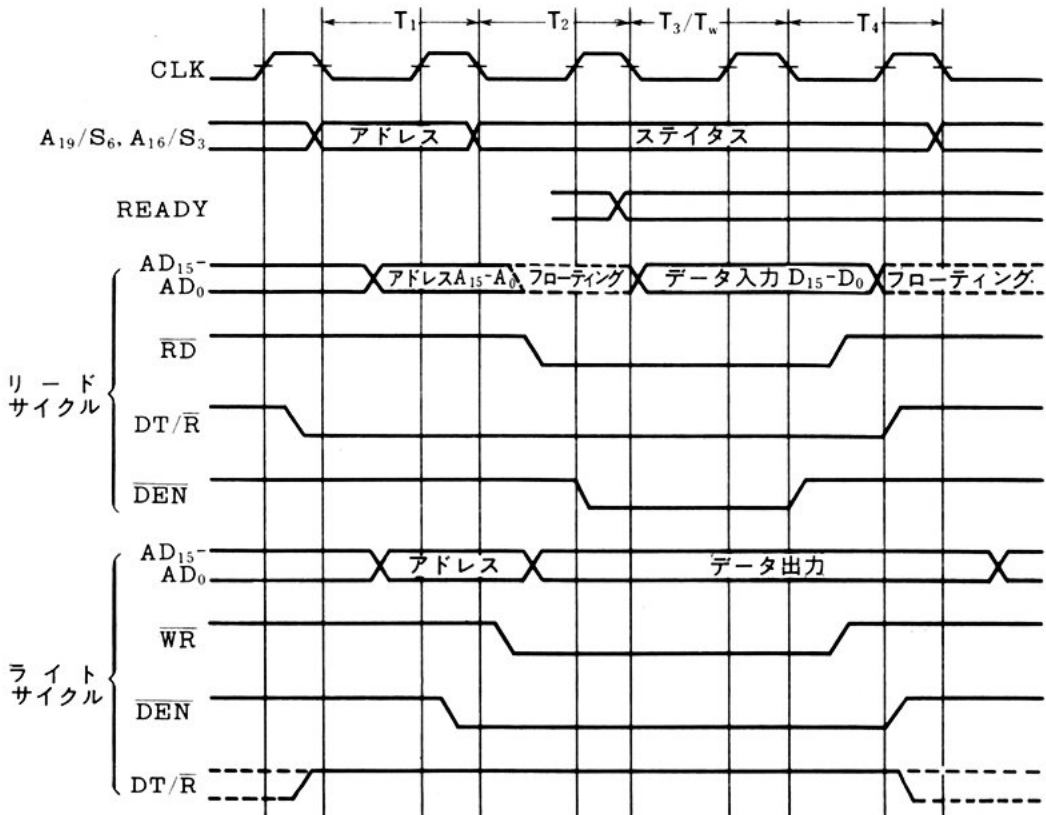 T₁ T₂ T₃/Tw T₄
CLK
A₁₉/S₆, A₁₆/S₃ アドレス ステイタス
READY
リード
サイクル
AD₁₅-
AD₀
アドレスA₁₅-A₀ フローティング データ入力 D₁₅-D₀ フローティング
R̅D̅
DT/R̅
D̅E̅N̅
ライト
サイクル
AD₁₅-
AD₀
アドレス データ出力
W̅R̅
D̅E̅N̅
DT/R̅